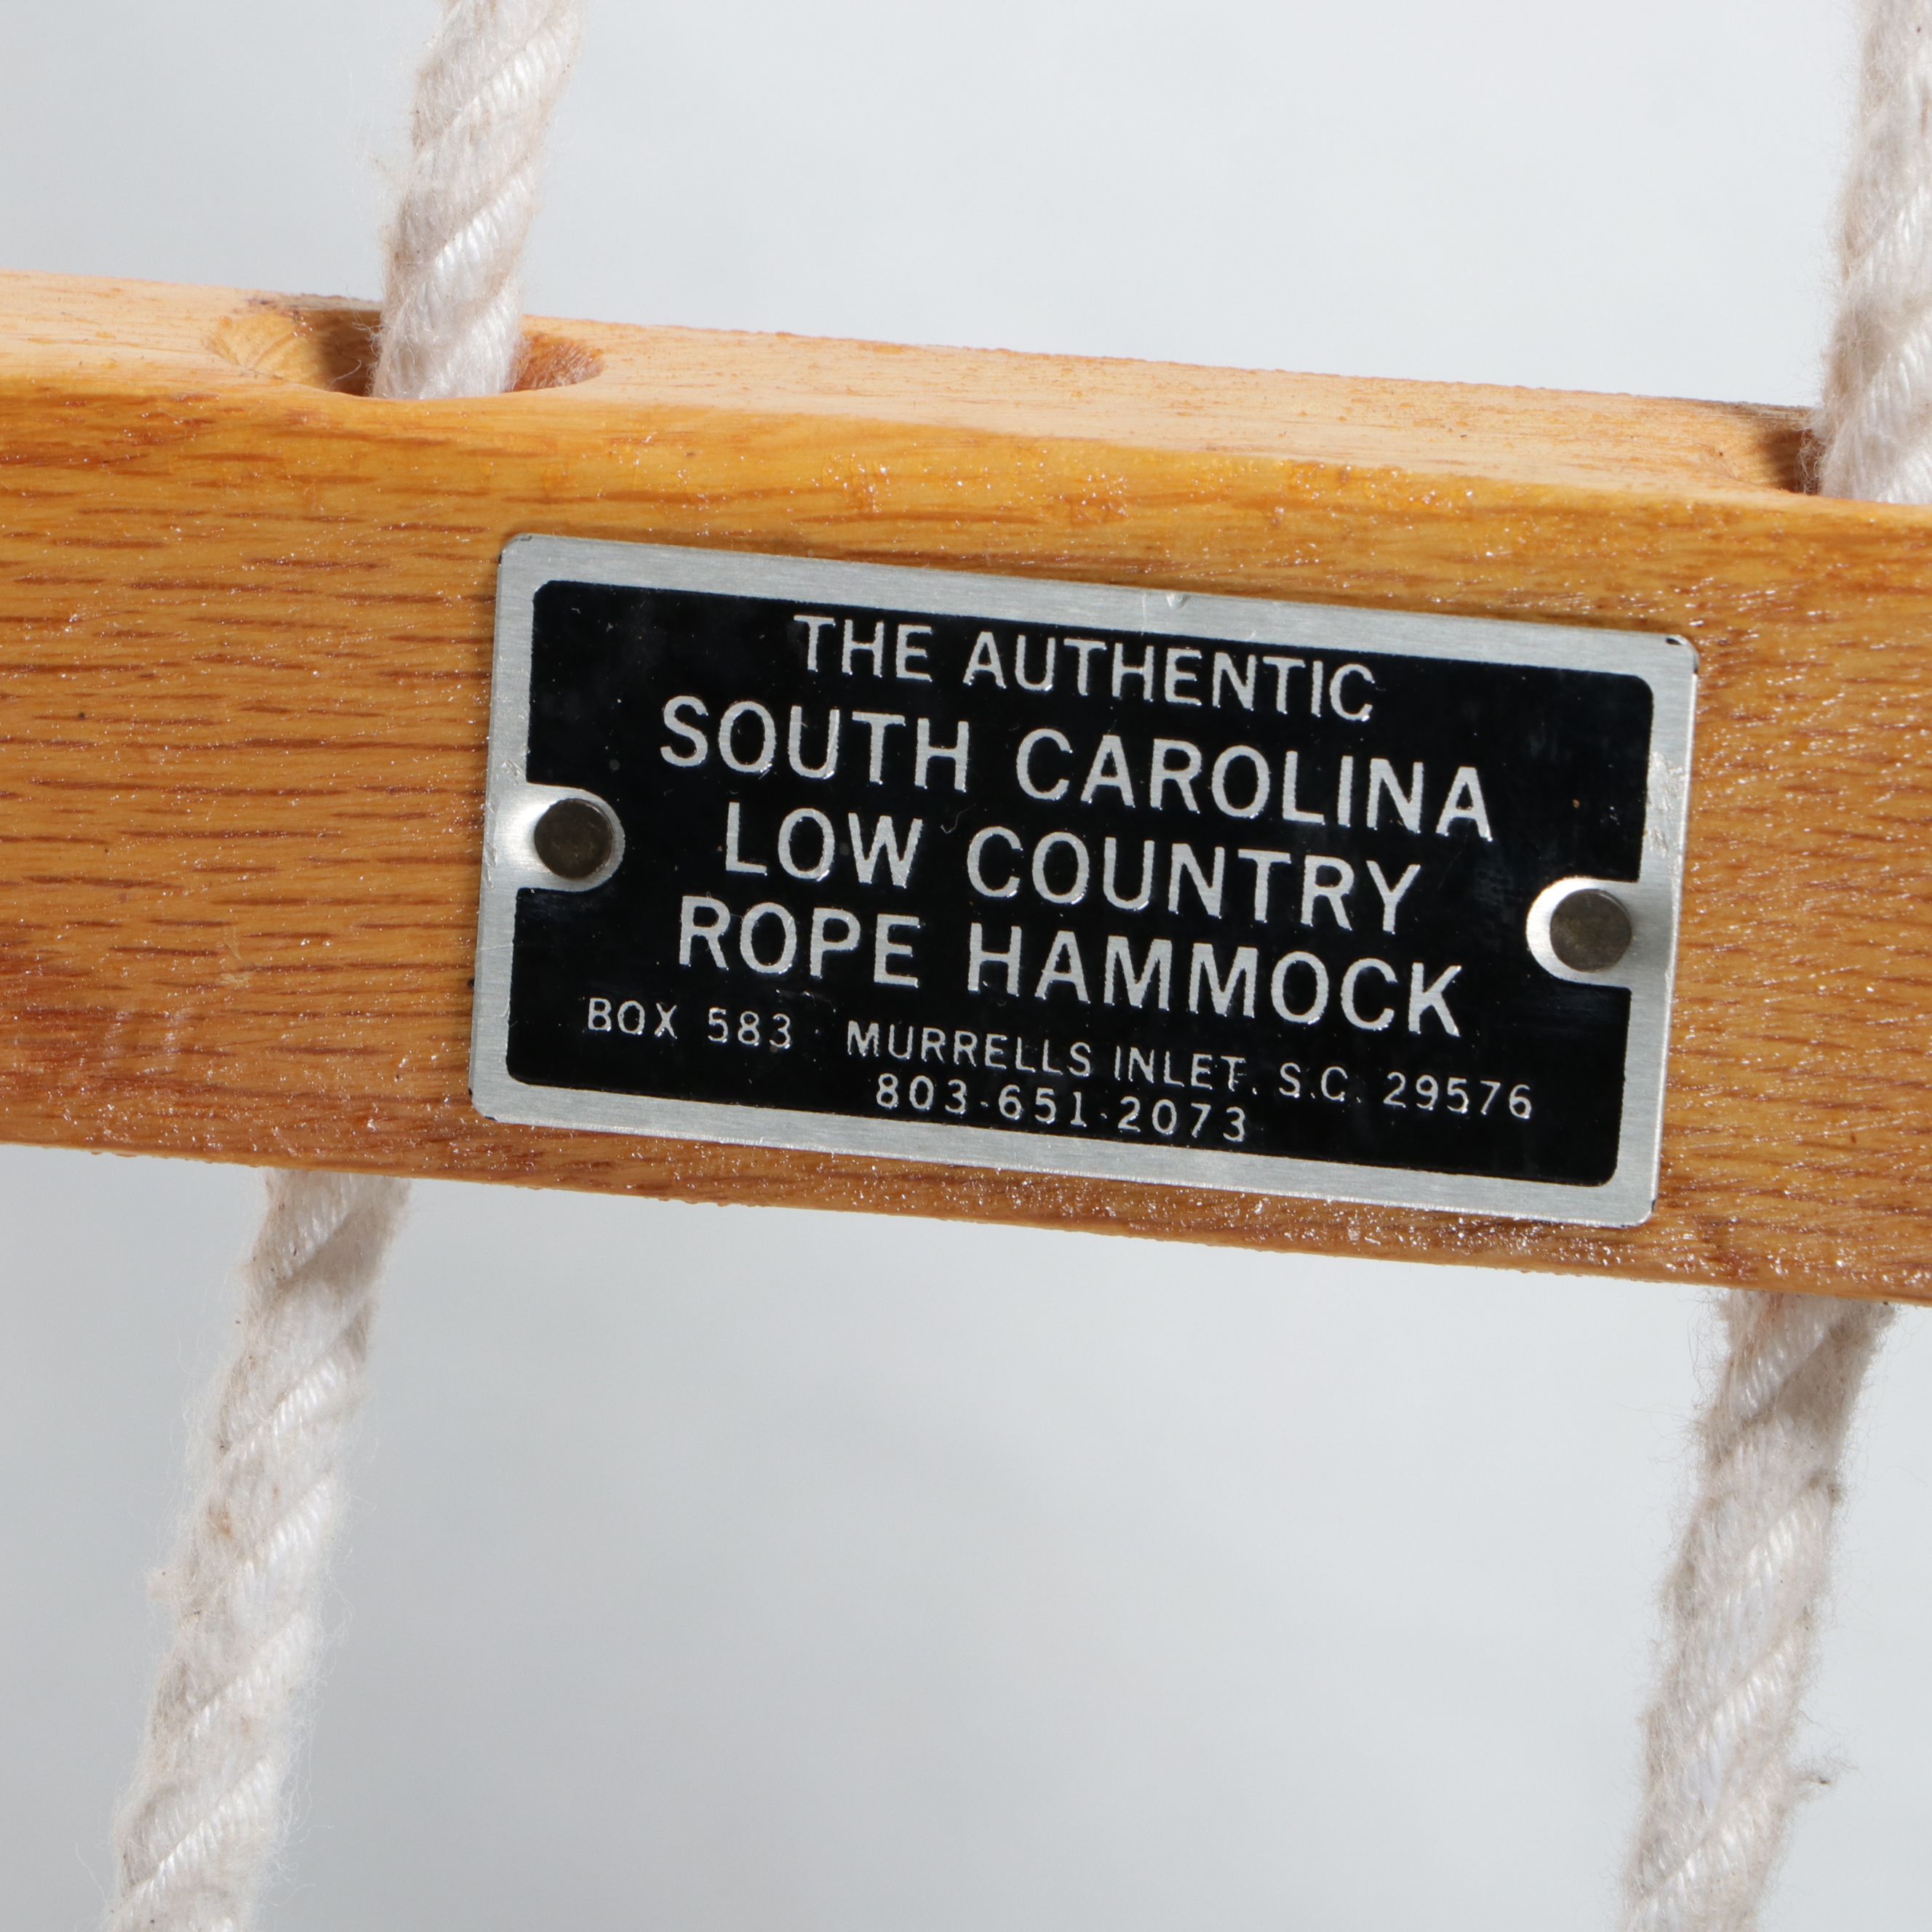 THE AUTHENTIC
SOUTH CAROLINA
LOW COUNTRY
ROPE HAMMOCK
BOX 583 MURRELLS INLET, S.C. 29576
803-651-2073